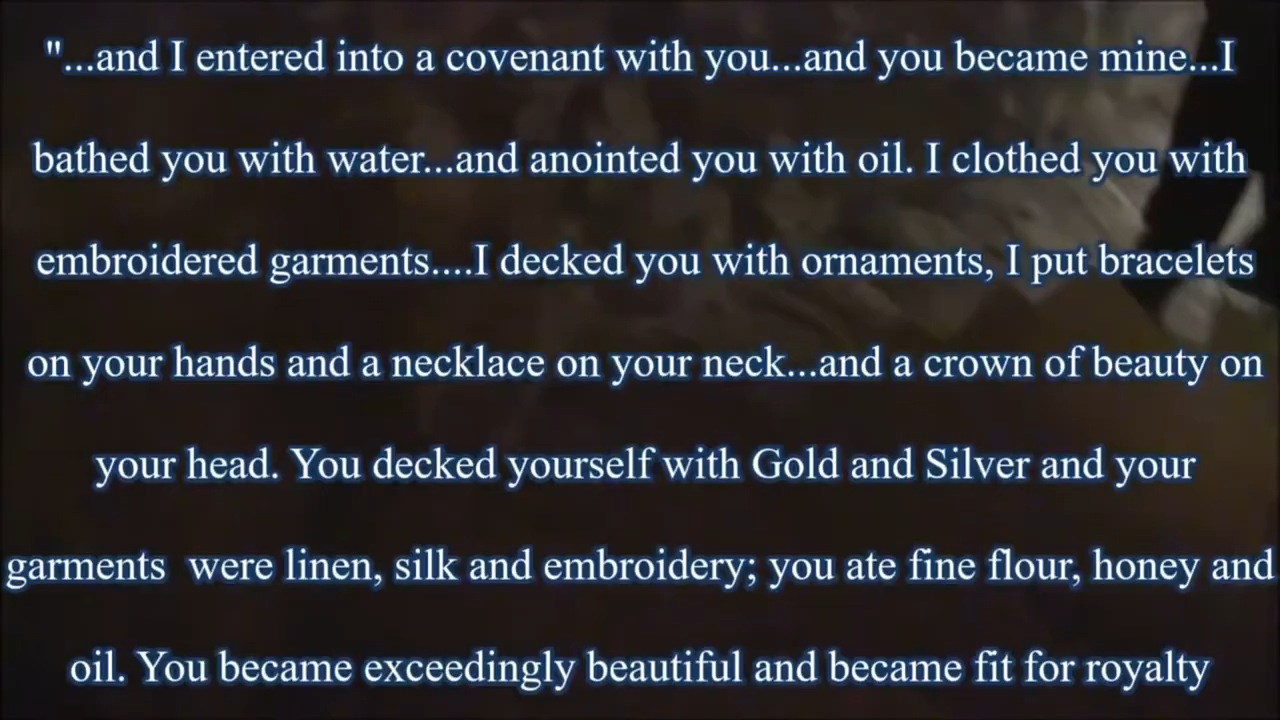 "...and I entered into a covenant with you...and you became mine...I
bathed you with water...and anointed you with oil. I clothed you with
embroidered garments....I decked you with ornaments, I put bracelets
on your hands and a necklace on your neck...and a crown of beauty on
your head. You decked yourself with Gold and Silver and your
garments  were linen, silk and embroidery; you ate fine flour, honey and
oil. You became exceedingly beautiful and became fit for royalty